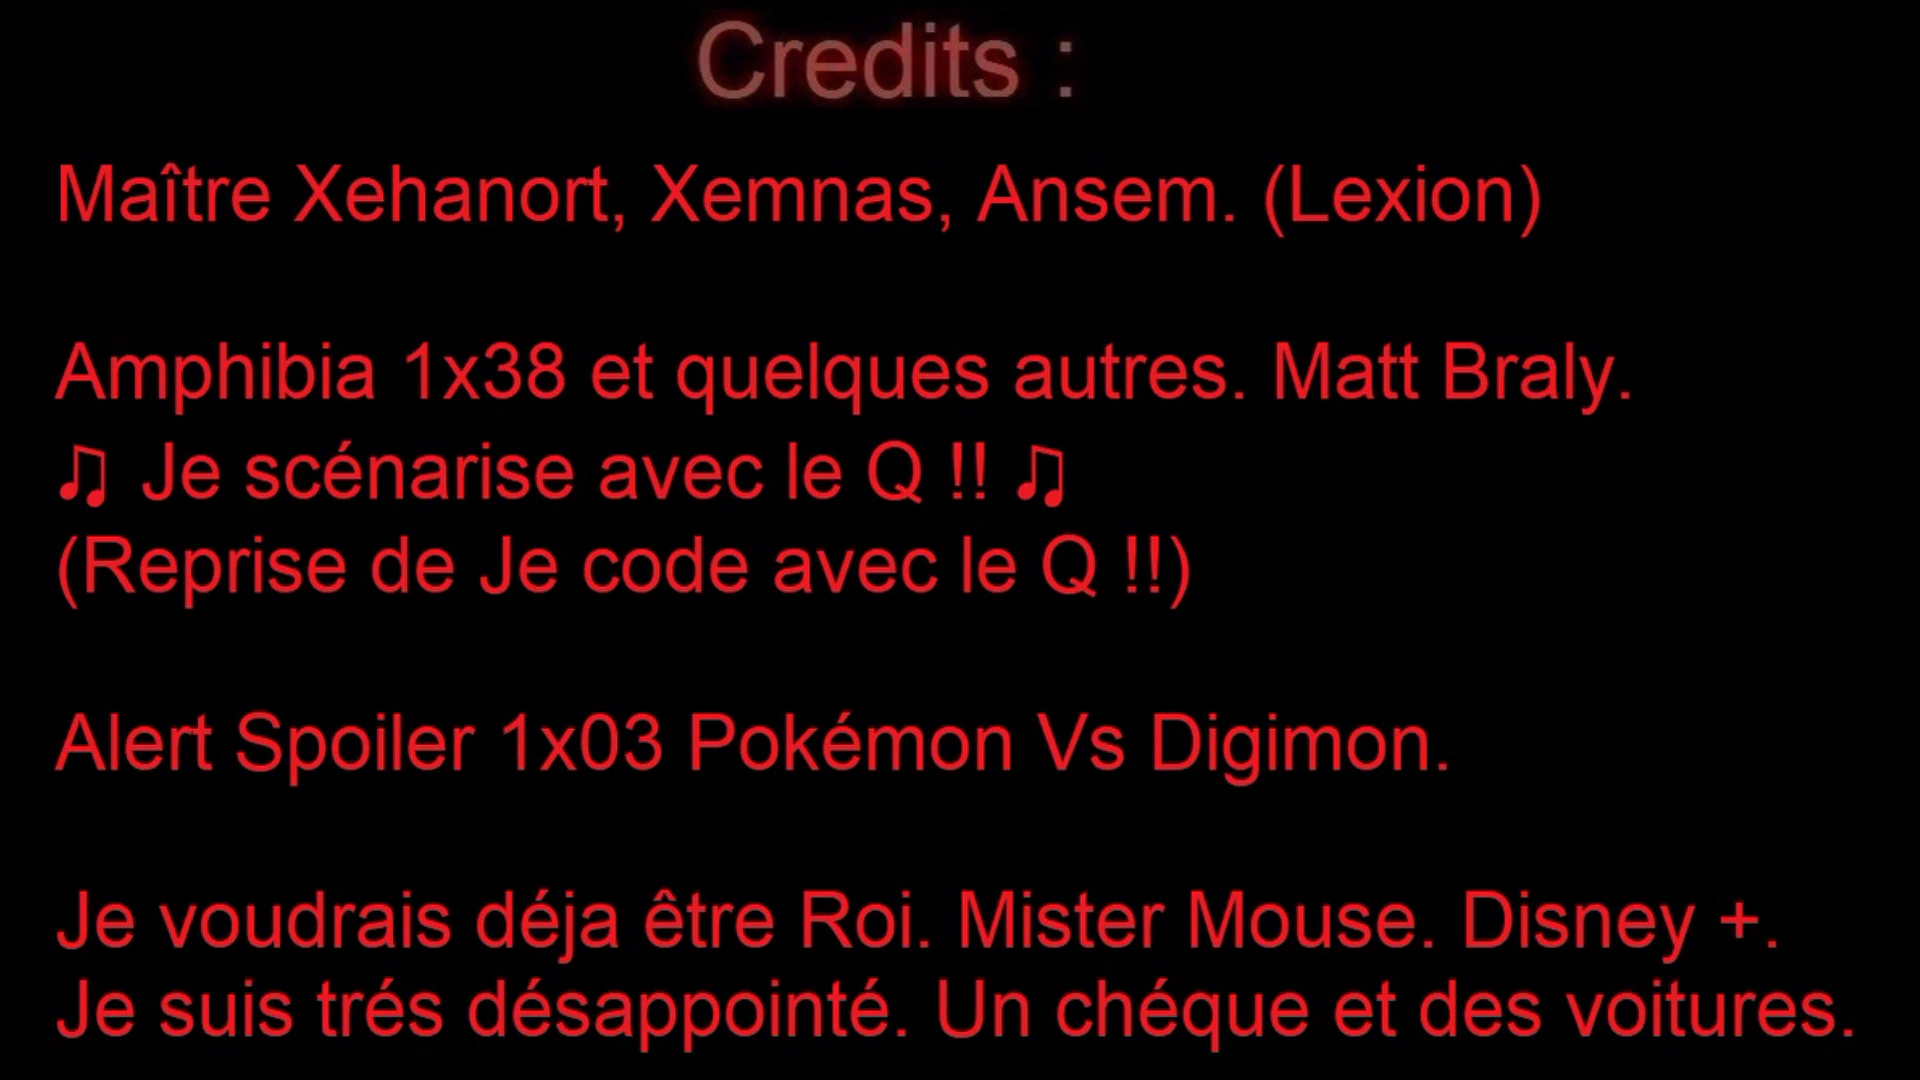 Credits :
Maître Xehanort, Xemnas, Ansem. (Lexion)
Amphibia 1x38 et quelques autres. Matt Braly.
♫ Je scénarise avec le Q !! ♫
(Reprise de Je code avec le Q !!)
Alert Spoiler 1x03 Pokémon Vs Digimon.
Je voudrais déja être Roi. Mister Mouse. Disney +.
Je suis trés désappointé. Un chéque et des voitures.